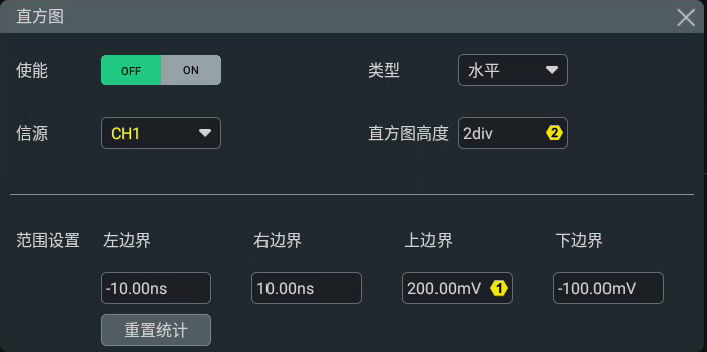 直方图
使能 OFF ON 类型 水平
信源 CH1 直方图高度 2div 2
范围设置 左边界 右边界 上边界 下边界
-10.00ns 10.00ns 200.00mV 1 -100.00mV
重置统计